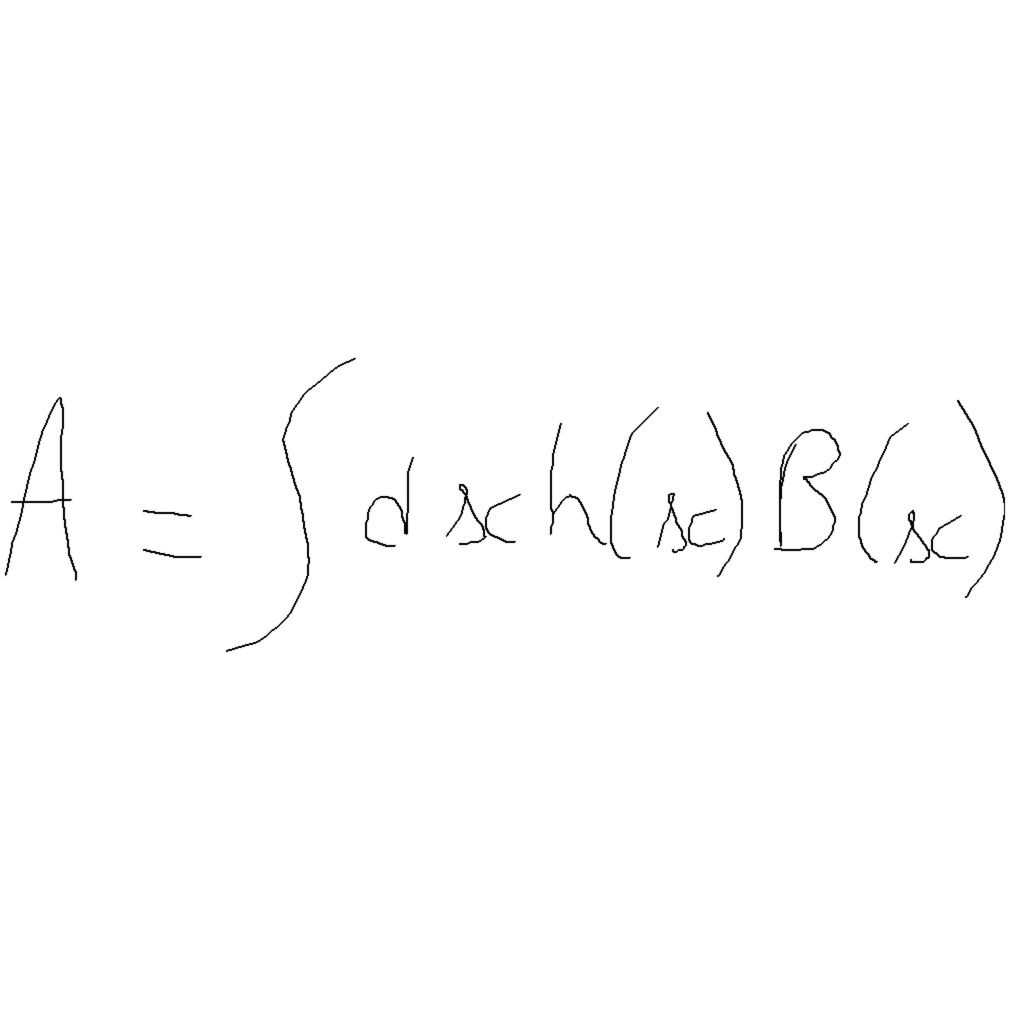 A = ∫ dx h(x) B(x)